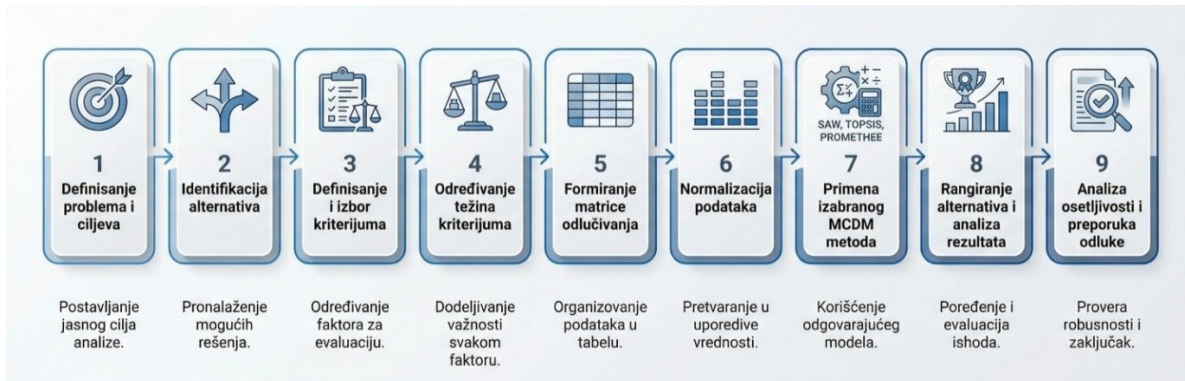 1
Definisanje
problema i
ciljeva
Postavljanje
jasnog cilja
analize.
2
Identifikacija
alternativa
Pronalaženje
mogućih
rešenja.
3
Definisanje
i izbor
kriterijuma
Određivanje
faktora za
evaluaciju.
4
Određivanje
težina
kriterijuma
Dodeljivanje
važnosti
svakom
faktoru.
5
Formiranje
matrice
odlučivanja
Organizovanje
podataka u
tabelu.
6
Normalizacija
podataka
Pretvaranje u
uporedive
vrednosti.
SAW, TOPSIS,
PROMETHEE
7
Primena
izabranog
MCDM
metoda
Korišćenje
odgovarajućeg
modela.
8
Rangiranje
alternativa i
analiza
rezultata
Poređenje i
evaluacija
ishoda.
9
Analiza
osetljivosti i
preporuka
odluke
Provera
robusnosti i
zaključak.